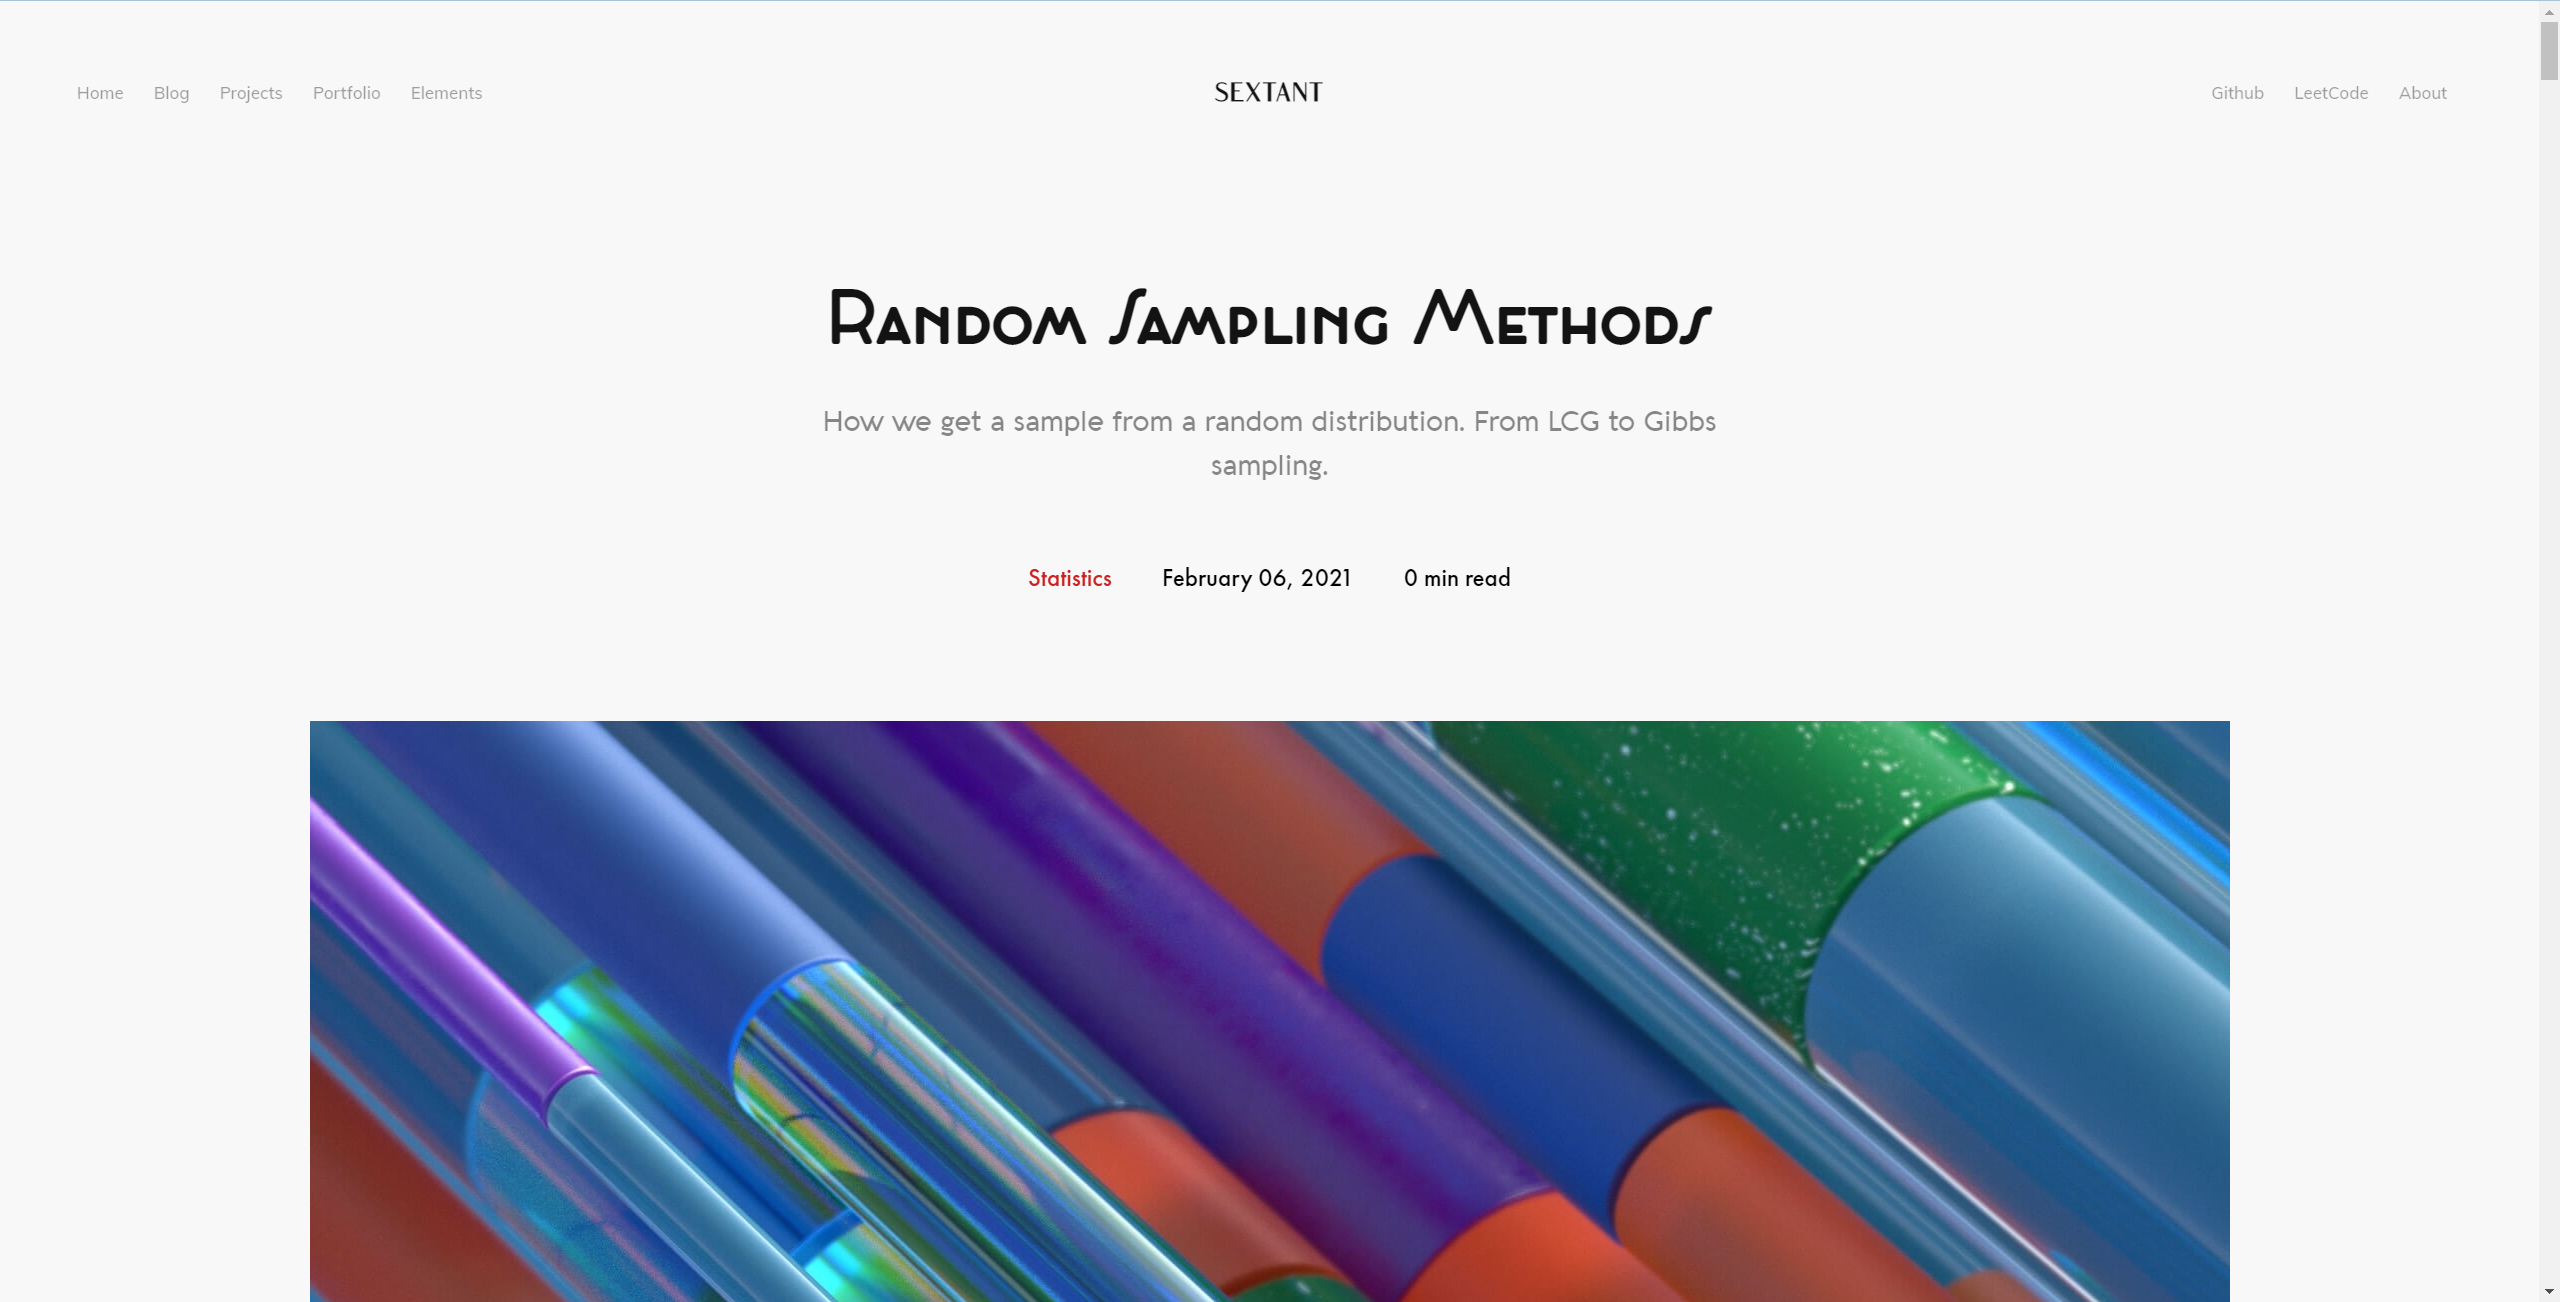 Home Blog Projects Portfolio Elements SEXTANT Github LeetCode About
Random Sampling Methods
How we get a sample from a random distribution. From LCG to Gibbs
sampling.
Statistics February 06, 2021 0 min read